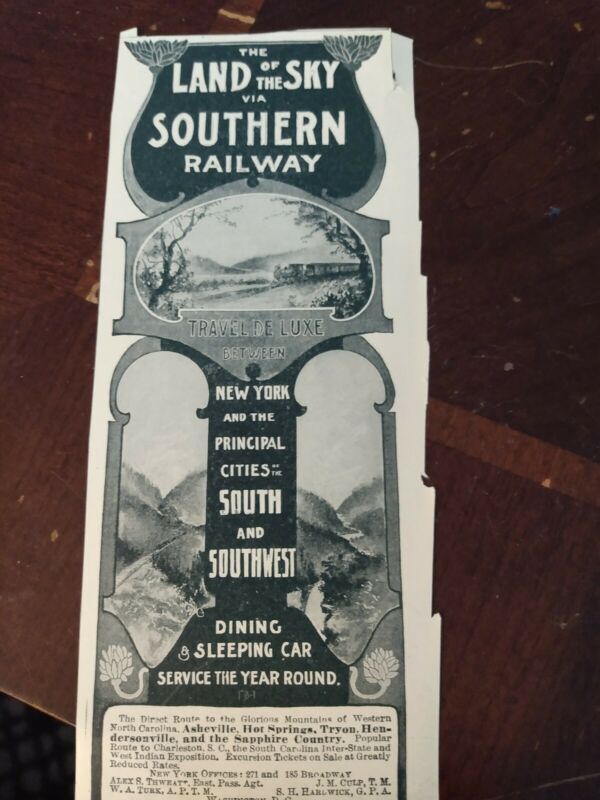 THE
LAND OF THE SKY
VIA
SOUTHERN
RAILWAY
TRAVEL DE LUXE
BETWEEN
NEW YORK
AND THE
PRINCIPAL
CITIES OF THE
SOUTH
AND
SOUTHWEST
DINING
& SLEEPING CAR
SERVICE THE YEAR ROUND.
The Direct Route to the Glorious Mountains of Western
North Carolina, Asheville, Hot Springs, Tryon, Hen-
dersonville, and the Sapphire Country. Popular
Route to Charleston, S. C., the South Carolina Inter-State and
West Indian Exposition. Excursion Tickets on Sale at Greatly
Reduced Rates.
NEW YORK OFFICES: 271 and 185 BROADWAY
ALEX S. THWEATT, East. Pass. Agt. J. M. CULP, T. M.
W. A. TURK, A. P. T. M. S. H. HARDWICK, G. P. A.
WASHINGTON, D. C.